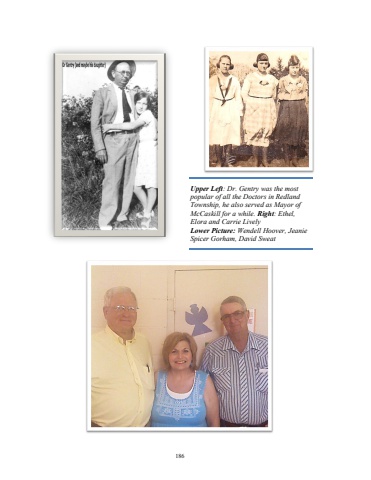 Dr Gentry (and maybe his daughter)
Upper Left: Dr. Gentry was the most
popular of all the Doctors in Redland
Township, he also served as Mayor of
McCaskill for a while. Right: Ethel,
Elora and Carrie Lively
Lower Picture: Wendell Hoover, Jeanie
Spicer Gorham, David Sweat
186